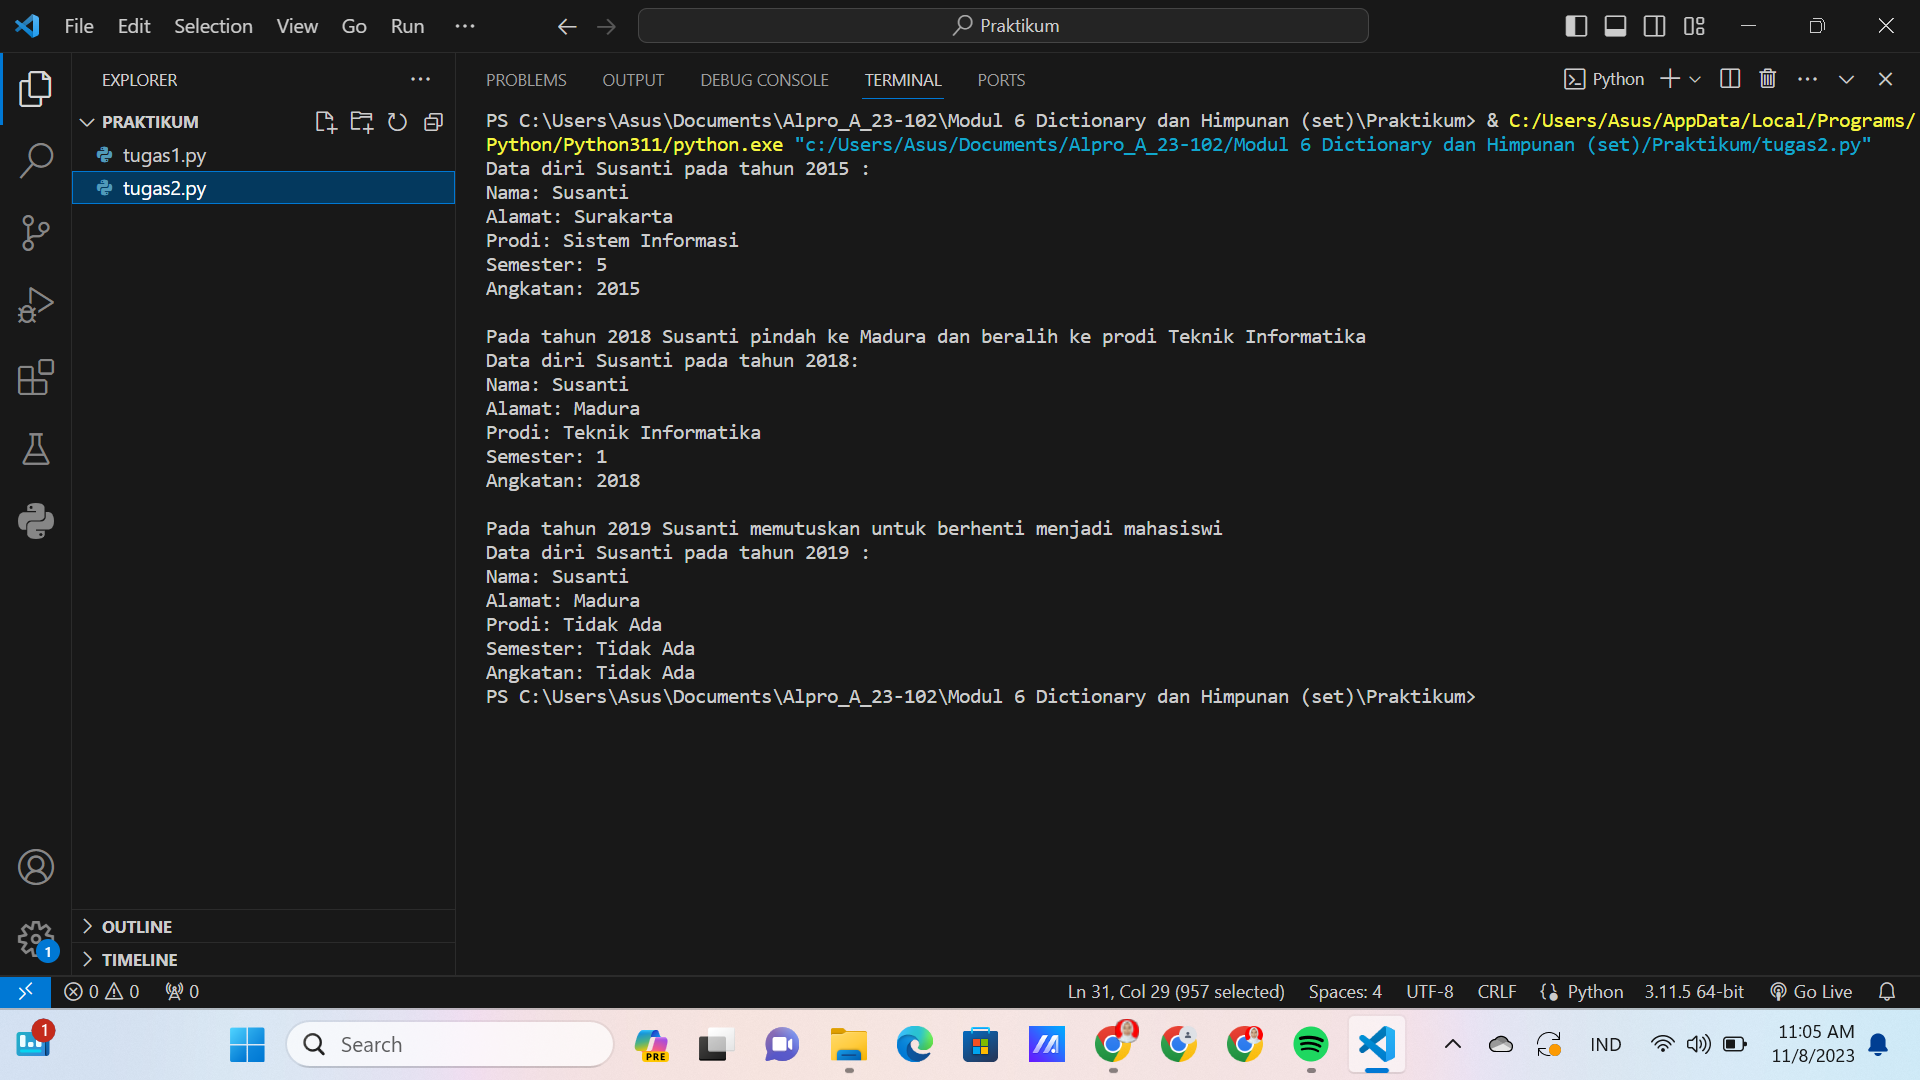 File Edit Selection View Go Run ···
Praktikum
EXPLORER
PRAKTIKUM
tugas1.py
tugas2.py
OUTLINE
TIMELINE
PROBLEMS OUTPUT DEBUG CONSOLE TERMINAL PORTS
Python
PS C:\Users\Asus\Documents\Alpro_A_23-102\Modul 6 Dictionary dan Himpunan (set)\Praktikum> & C:/Users/Asus/AppData/Local/Programs/
Python/Python311/python.exe "c:/Users/Asus/Documents/Alpro_A_23-102/Modul 6 Dictionary dan Himpunan (set)/Praktikum/tugas2.py"
Data diri Susanti pada tahun 2015 :
Nama: Susanti
Alamat: Surakarta
Prodi: Sistem Informasi
Semester: 5
Angkatan: 2015
Pada tahun 2018 Susanti pindah ke Madura dan beralih ke prodi Teknik Informatika
Data diri Susanti pada tahun 2018:
Nama: Susanti
Alamat: Madura
Prodi: Teknik Informatika
Semester: 1
Angkatan: 2018
Pada tahun 2019 Susanti memutuskan untuk berhenti menjadi mahasiswi
Data diri Susanti pada tahun 2019 :
Nama: Susanti
Alamat: Madura
Prodi: Tidak Ada
Semester: Tidak Ada
Angkatan: Tidak Ada
PS C:\Users\Asus\Documents\Alpro_A_23-102\Modul 6 Dictionary dan Himpunan (set)\Praktikum>
1
0 0 0
Ln 31, Col 29 (957 selected) Spaces: 4 UTF-8 CRLF {} Python 3.11.5 64-bit Go Live
1
Search
PRE
IND
11:05 AM
11/8/2023